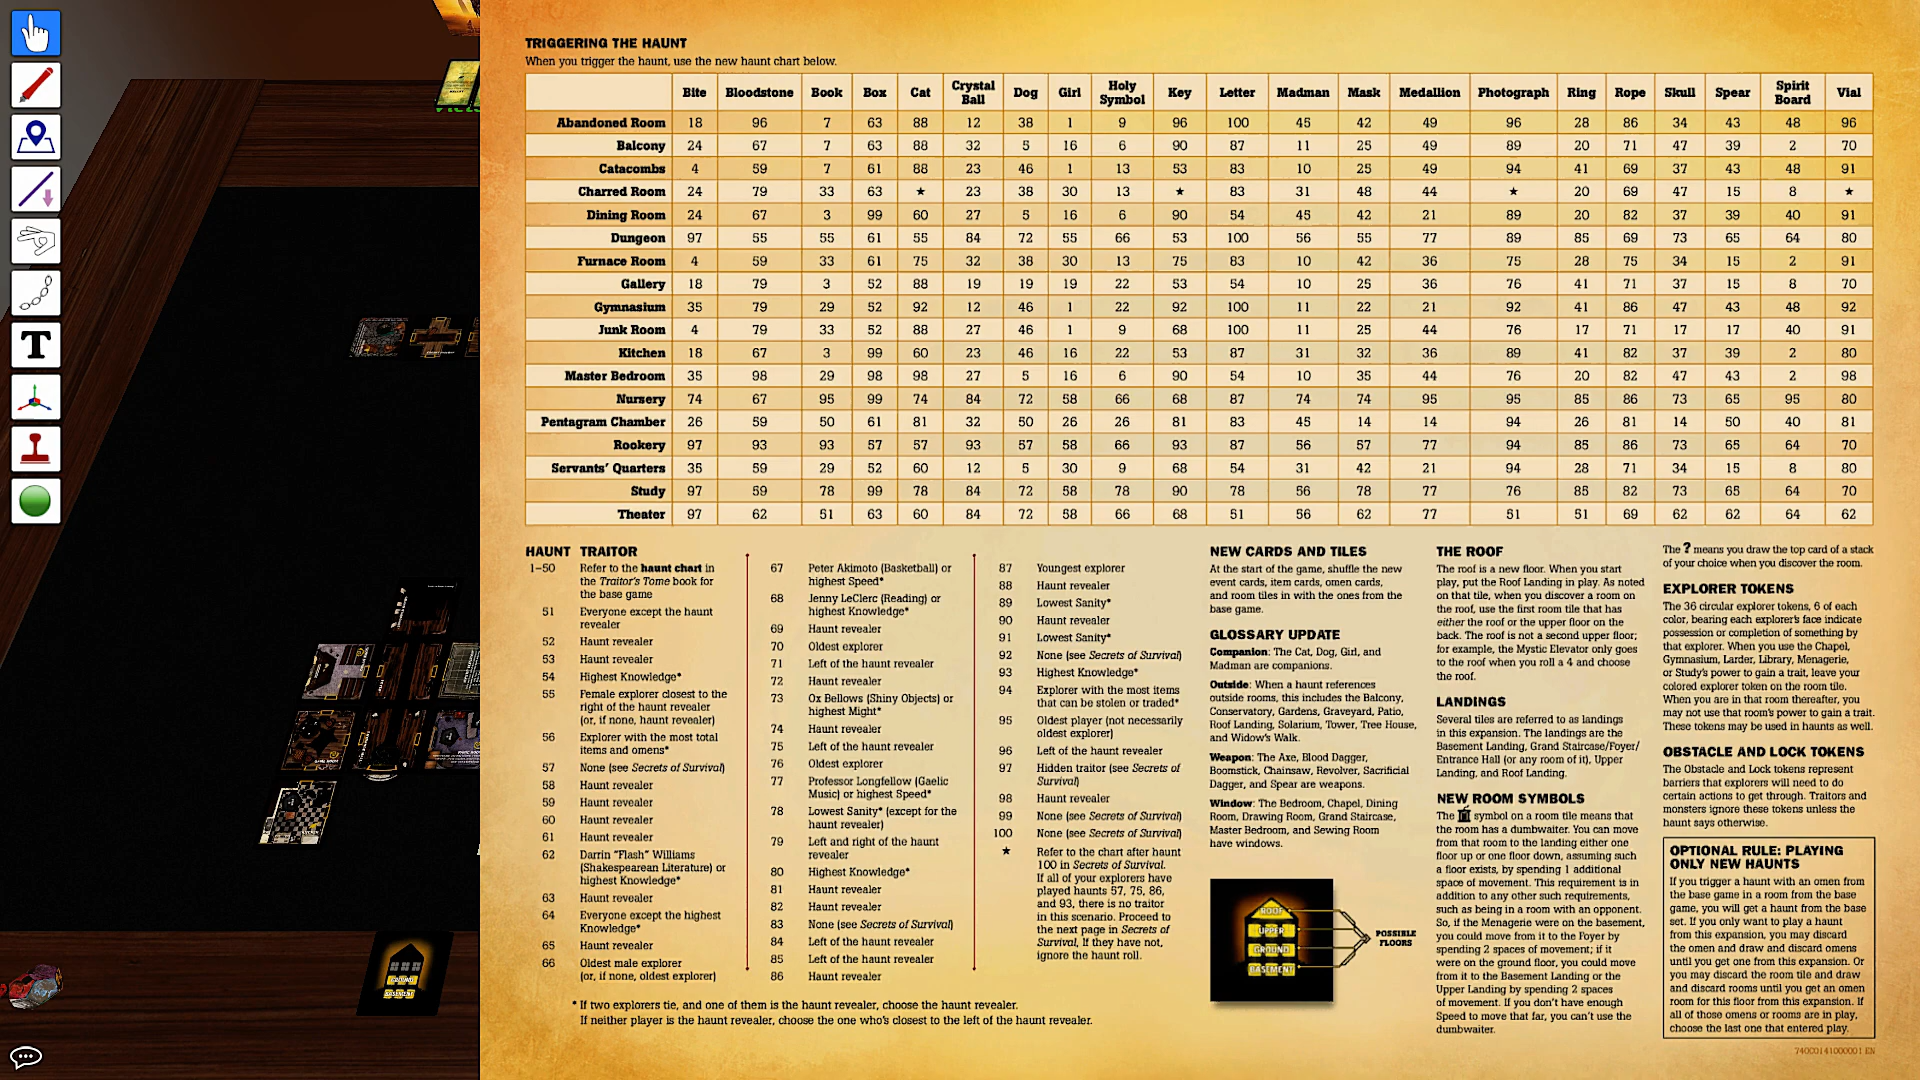 TRIGGERING THE HAUNT
When you trigger the haunt, use the new haunt chart below.
Bite Bloodstone Book Box Cat Crystal Ball Dog Girl Holy Symbol Key Letter Madman Mask Medallion Photograph Ring Rope Skull Spear Spirit Board Vial
Abandoned Room 18 96 7 63 88 12 38 1 9 96 100 45 42 49 96 28 86 34 43 48 96
Balcony 24 67 7 63 88 32 5 16 6 90 87 11 25 49 89 20 71 47 39 2 70
Catacombs 4 59 7 61 88 23 46 1 13 53 83 10 25 49 94 41 69 37 43 48 91
Charred Room 24 79 33 63 ★ 23 38 30 13 ★ 83 31 48 44 ★ 20 69 47 15 8 ★
Dining Room 24 67 3 99 60 27 5 16 6 90 54 45 42 21 89 20 82 37 39 40 91
Dungeon 97 55 55 61 55 84 72 55 66 53 100 56 55 77 89 85 69 73 65 64 80
Furnace Room 4 59 33 61 75 32 38 30 13 75 83 10 42 36 75 28 75 34 15 2 91
Gallery 18 79 3 52 88 19 19 19 22 53 54 10 25 36 76 41 71 37 15 8 70
Gymnasium 35 79 29 52 92 12 46 1 22 92 100 11 22 21 92 41 86 47 43 48 92
Junk Room 4 79 33 52 88 27 46 1 9 68 100 11 25 44 76 17 71 17 17 40 91
Kitchen 18 67 3 99 60 23 46 16 22 53 87 31 32 36 89 41 82 37 39 2 80
Master Bedroom 35 98 29 98 98 27 5 16 6 90 54 10 35 44 76 20 82 47 43 2 98
Nursery 74 67 95 99 74 84 72 58 66 68 87 74 74 95 95 85 86 73 65 95 80
Pentagram Chamber 26 59 50 61 81 32 50 26 26 81 83 45 14 14 94 26 81 14 50 40 81
Rookery 97 93 93 57 57 93 57 58 66 93 87 56 57 77 94 85 86 73 65 64 70
Servants' Quarters 35 59 29 52 60 12 5 30 9 68 54 31 42 21 94 28 71 34 15 8 80
Study 97 59 78 99 78 84 72 58 78 90 78 56 78 77 76 85 82 73 65 64 70
Theater 97 62 51 63 60 84 72 58 66 68 51 56 62 77 51 51 69 62 62 64 62
HAUNT TRAITOR
1–50 Refer to the haunt chart in
the Traitor's Tome book for
the base game
51 Everyone except the haunt
revealer
52 Haunt revealer
53 Haunt revealer
54 Highest Knowledge*
55 Female explorer closest to the
right of the haunt revealer
(or, if none, haunt revealer)
56 Explorer with the most total
items and omens*
57 None (see Secrets of Survival)
58 Haunt revealer
59 Haunt revealer
60 Haunt revealer
61 Haunt revealer
62 Darrin "Flash" Williams
(Shakespearean Literature) or
highest Knowledge*
63 Haunt revealer
64 Everyone except the highest
Knowledge*
65 Haunt revealer
66 Oldest male explorer
(or, if none, oldest explorer)
67 Peter Akimoto (Basketball) or
highest Speed*
68 Jenny LeClerc (Reading) or
highest Knowledge*
69 Haunt revealer
70 Oldest explorer
71 Left of the haunt revealer
72 Haunt revealer
73 Ox Bellows (Shiny Objects) or
highest Might*
74 Haunt revealer
75 Left of the haunt revealer
76 Oldest explorer
77 Professor Longfellow (Gaelic
Music) or highest Speed*
78 Lowest Sanity* (except for the
haunt revealer)
79 Left and right of the haunt
revealer
80 Highest Knowledge*
81 Haunt revealer
82 Haunt revealer
83 None (see Secrets of Survival)
84 Left of the haunt revealer
85 Left of the haunt revealer
86 Haunt revealer
87 Youngest explorer
88 Haunt revealer
89 Lowest Sanity*
90 Haunt revealer
91 Lowest Sanity*
92 None (see Secrets of Survival)
93 Highest Knowledge*
94 Explorer with the most items
that can be stolen or traded*
95 Oldest player (not necessarily
oldest explorer)
96 Left of the haunt revealer
97 Hidden traitor (see Secrets of
Survival)
98 Haunt revealer
99 None (see Secrets of Survival)
100 None (see Secrets of Survival)
★ Refer to the chart after haunt
100 in Secrets of Survival.
If all of your explorers have
played haunts 57, 75, 86,
and 93, there is no traitor
in this scenario. Proceed to
the next page in Secrets of
Survival. If they have not,
ignore the haunt roll.
* If two explorers tie, and one of them is the haunt revealer, choose the haunt revealer.
If neither player is the haunt revealer, choose the one who's closest to the left of the haunt revealer.
NEW CARDS AND TILES
At the start of the game, shuffle the new
event cards, item cards, omen cards,
and room tiles in with the ones from the
base game.
GLOSSARY UPDATE
Companion: The Cat, Dog, Girl, and
Madman are companions.
Outside: When a haunt references
outside rooms, this includes the Balcony,
Conservatory, Gardens, Graveyard, Patio,
Roof Landing, Solarium, Tower, Tree House,
and Widow's Walk.
Weapon: The Axe, Blood Dagger,
Boomstick, Chainsaw, Revolver, Sacrificial
Dagger, and Spear are weapons.
Window: The Bedroom, Chapel, Dining
Room, Drawing Room, Grand Staircase,
Master Bedroom, and Sewing Room
have windows.
ROOF
UPPER
GROUND
BASEMENT
POSSIBLE
FLOORS
THE ROOF
The roof is a new floor. When you start
play, put the Roof Landing in play. As noted
on that tile, when you discover a room on
the roof, use the first room tile that has
either the roof or the upper floor on the
back. The roof is not a second upper floor;
for example, the Mystic Elevator only goes
to the roof when you roll a 4 and choose
the roof.
LANDINGS
Several tiles are referred to as landings
in this expansion. The landings are the
Basement Landing, Grand Staircase/Foyer/
Entrance Hall (or any room of it), Upper
Landing, and Roof Landing.
NEW ROOM SYMBOLS
The symbol on a room tile means that
the room has a dumbwaiter. You can move
from that room to the landing either one
floor up or one floor down, assuming such
a floor exists, by spending 1 additional
space of movement. This requirement is in
addition to any other such requirements,
such as being in a room with an opponent.
So, if the Menagerie were on the basement,
you could move from it to the Foyer by
spending 2 spaces of movement; if it
were on the ground floor, you could move
from it to the Basement Landing or the
Upper Landing by spending 2 spaces
of movement. If you don't have enough
Speed to move that far, you can't use the
dumbwaiter.
The ? means you draw the top card of a stack
of your choice when you discover the room.
EXPLORER TOKENS
The 36 circular explorer tokens, 6 of each
color, bearing each explorer's face indicate
possession or completion of something by
that explorer. When you use the Chapel,
Gymnasium, Larder, Library, Menagerie,
or Study's power to gain a trait, leave your
colored explorer token on the room tile.
When you are in that room thereafter, you
may not use that room's power to gain a trait.
These tokens may be used in haunts as well.
OBSTACLE AND LOCK TOKENS
The Obstacle and Lock tokens represent
barriers that explorers will need to do
certain actions to get through. Traitors and
monsters ignore these tokens unless the
haunt says otherwise.
OPTIONAL RULE: PLAYING
ONLY NEW HAUNTS
If you trigger a haunt with an omen from
the base game in a room from the base
game, you will get a haunt from the base
set. If you only want to play a haunt
from this expansion, you may discard
the omen and draw and discard omens
until you get one from this expansion. Or
you may discard the room tile and draw
and discard rooms until you get an omen
room for this floor from this expansion. If
all of those omens or rooms are in play,
choose the last one that entered play.
T
GROUND
BASEMENT